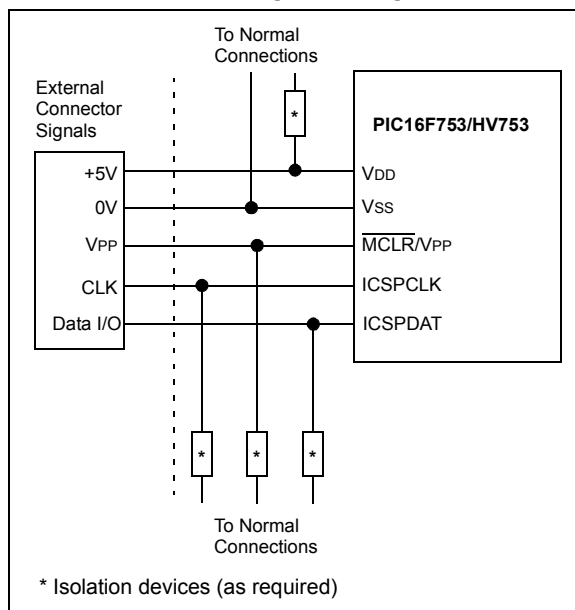 To Normal
Connections
External
Connector
Signals
*
PIC16F753/HV753
+5V
VDD
0V
VSS
VPP
MCLR/VPP
CLK
ICSPCLK
Data I/O
ICSPDAT
*
*
*
To Normal
Connections
* Isolation devices (as required)